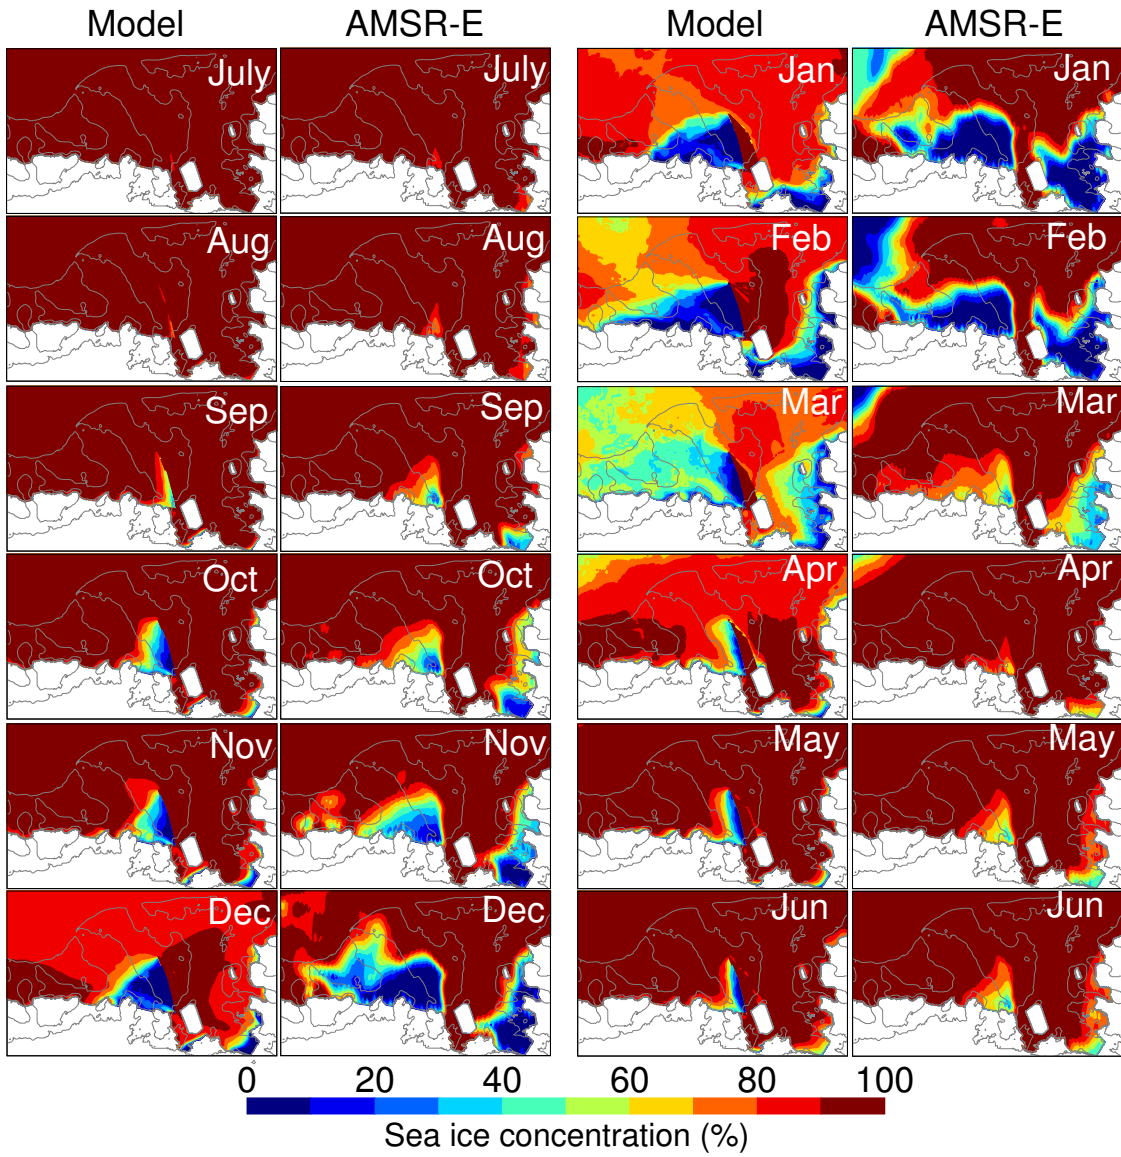 Model AMSR-E Model AMSR-E
July July Jan Jan
Aug Aug Feb Feb
Sep Sep Mar Mar
Oct Oct Apr Apr
Nov Nov May May
Dec Dec Jun Jun
0 20 40 60 80 100
Sea ice concentration (%)